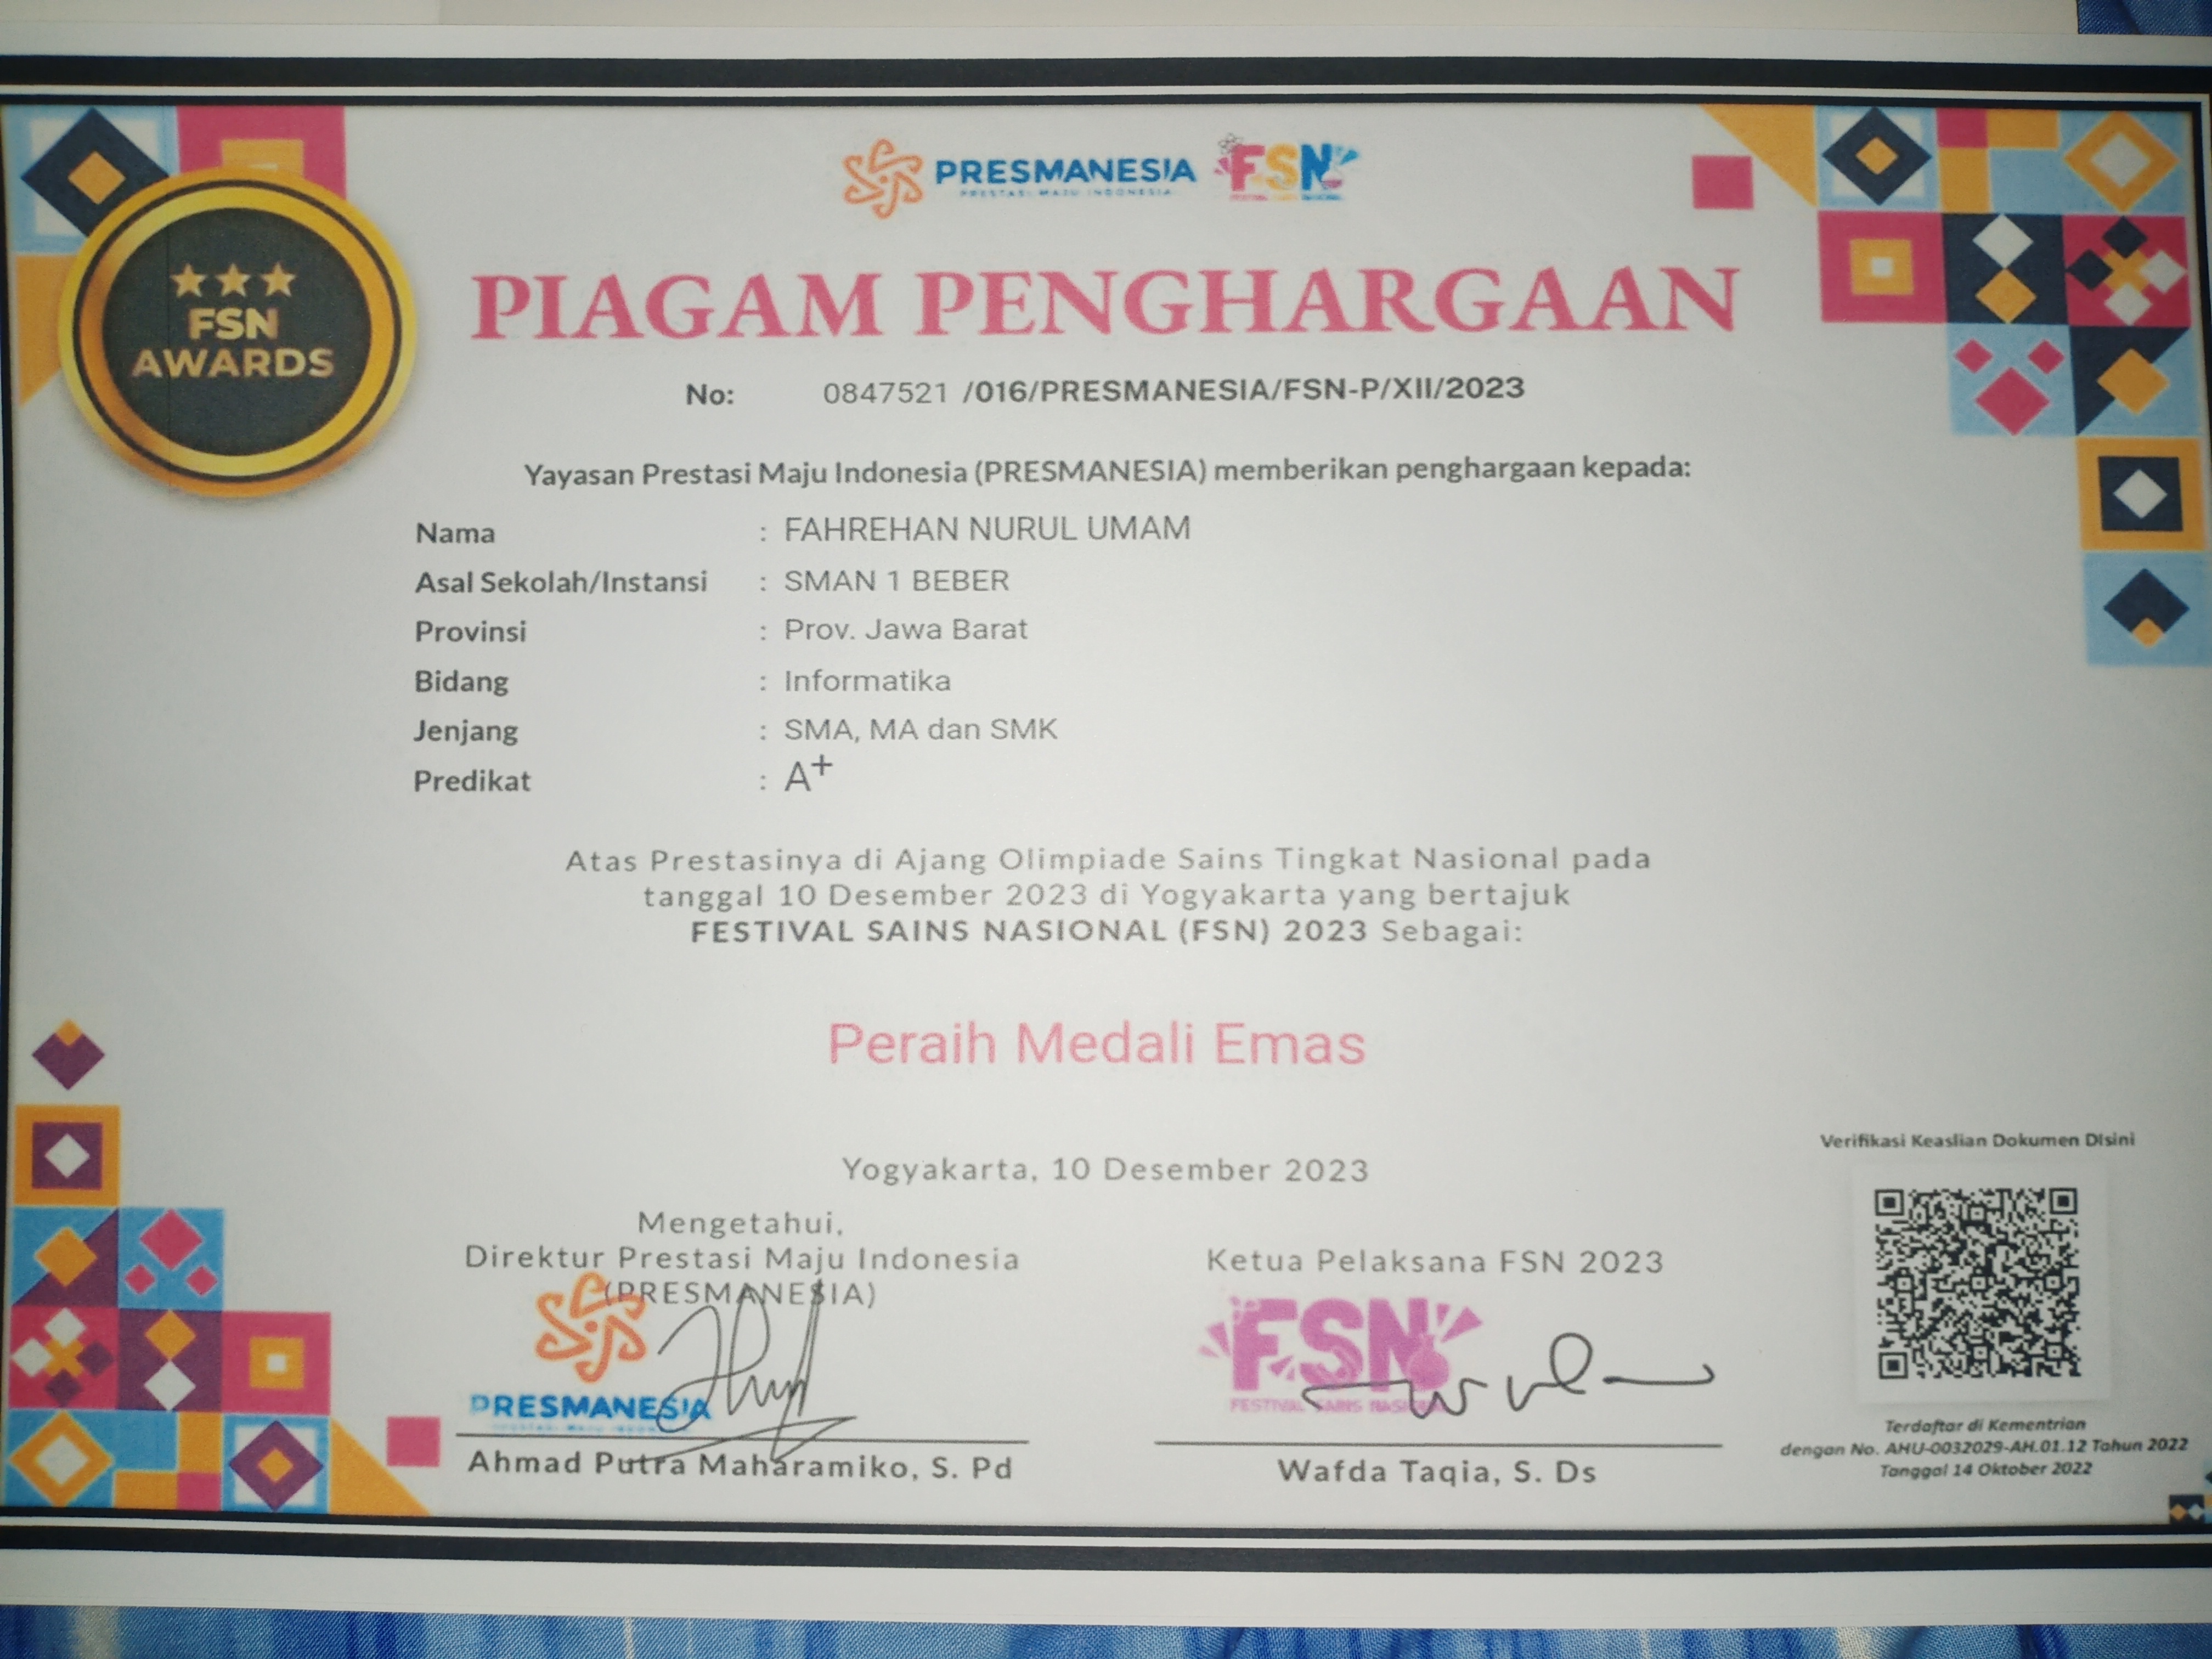 PRESMANESIA
PRESTASI MAJU INDONESIA
FSN
FSN
AWARDS
PIAGAM PENGHARGAAN
No: 0847521 /016/PRESMANESIA/FSN-P/XII/2023
Yayasan Prestasi Maju Indonesia (PRESMANESIA) memberikan penghargaan kepada:
Nama : FAHREHAN NURUL UMAM
Asal Sekolah/Instansi : SMAN 1 BEBER
Provinsi : Prov. Jawa Barat
Bidang : Informatika
Jenjang : SMA, MA dan SMK
Predikat : A+
Atas Prestasinya di Ajang Olimpiade Sains Tingkat Nasional pada
tanggal 10 Desember 2023 di Yogyakarta yang bertajuk
FESTIVAL SAINS NASIONAL (FSN) 2023 Sebagai:
Peraih Medali Emas
Yogyakarta, 10 Desember 2023
Mengetahui,
Direktur Prestasi Maju Indonesia
(PRESMANESIA)
PRESMANESIA
Ahmad Putra Maharamiko, S. Pd
Ketua Pelaksana FSN 2023
FSN
FESTIVAL SAINS NASIONAL
Wafda Taqia, S. Ds
Verifikasi Keaslian Dokumen DIsini
Terdaftar di Kementrian
dengan No. AHU-0032029-AH.01.12 Tahun 2022
Tanggal 14 Oktober 2022